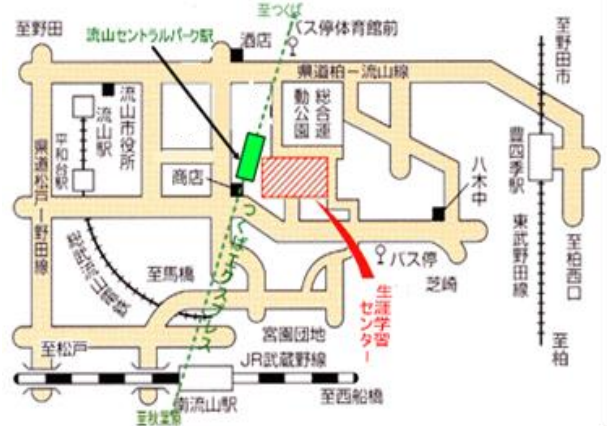 至つくば
至野田
流山セントラルパーク駅
酒店
バス停体育館前
至野田市
県道柏ー流山線
流山市役所
流山駅
平和台駅
総合運
動公園
豊四季駅
八木中
商店
県道松戸ー野田線
つくばエクスプレス
東武野田線
至柏西口
バス停
芝崎
至馬橋
生涯学習
センター
宮園団地
至松戸
JR武蔵野線
至柏
南流山駅
至西船橋
至秋葉原